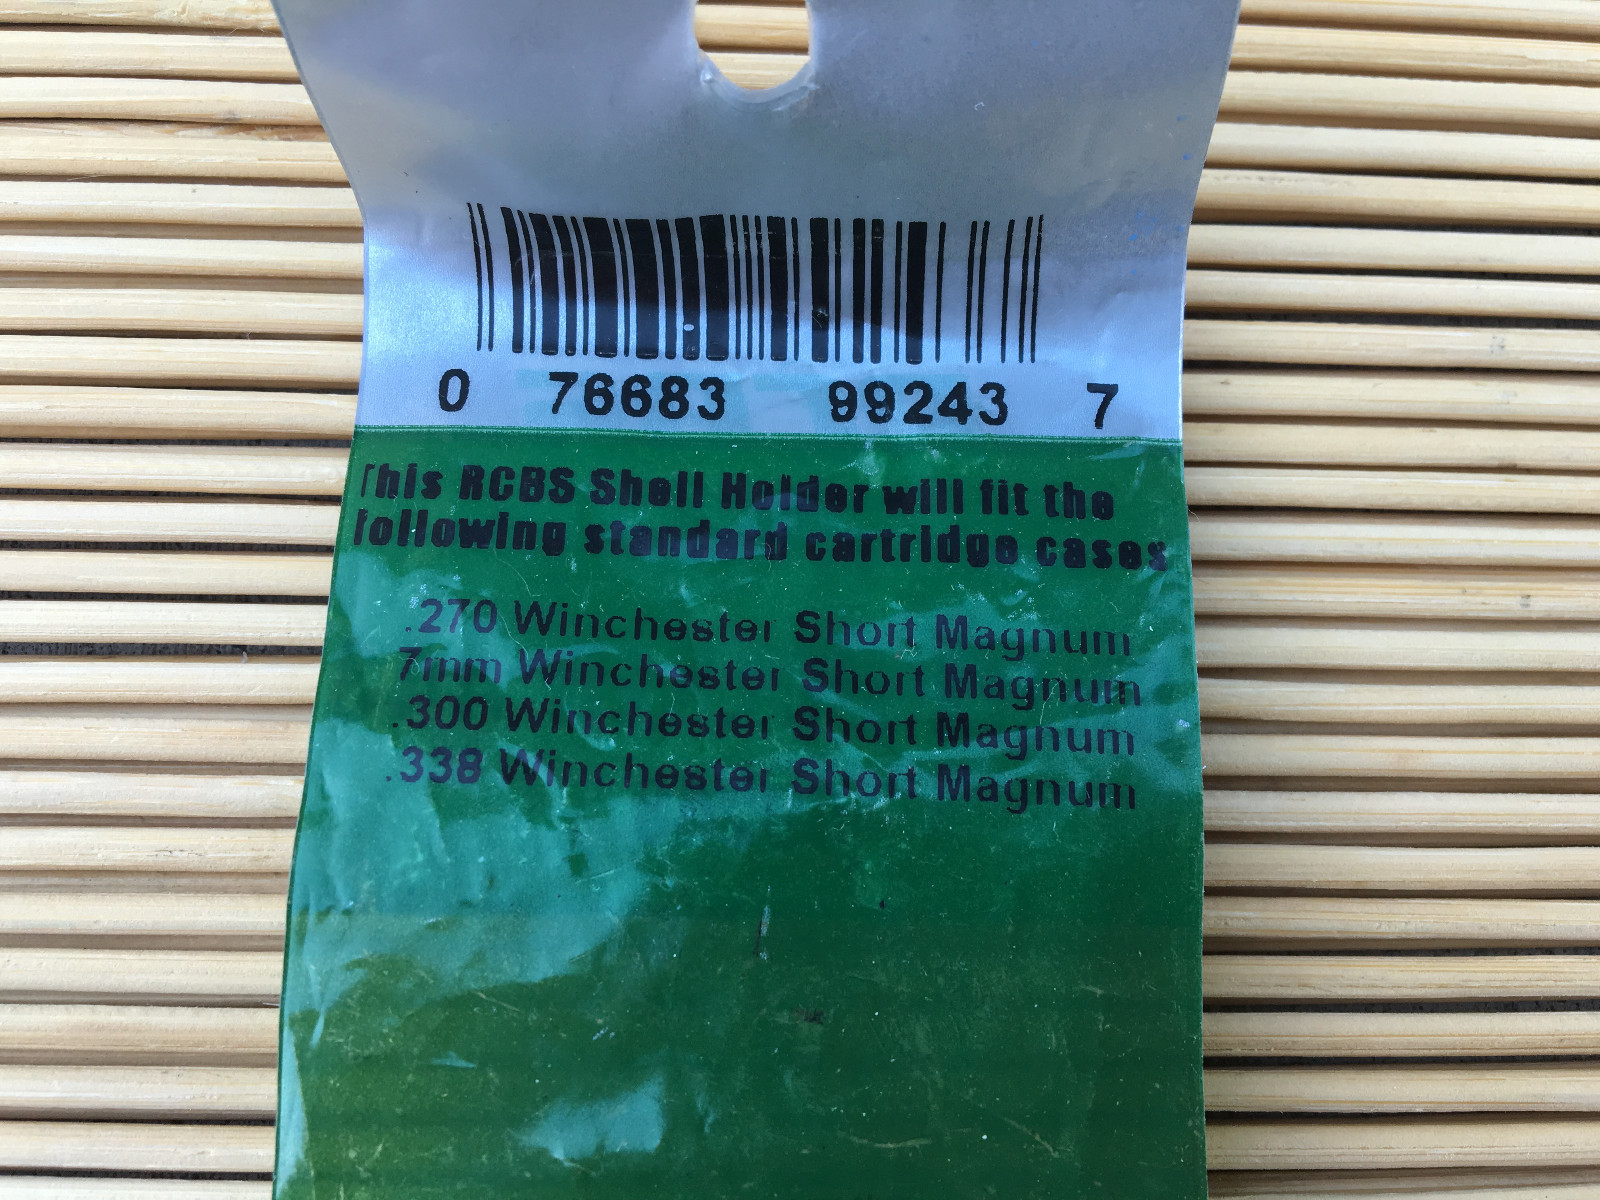 0 76683 99243 7
This RCBS Shell Holder will fit the
following standard cartridge cases
.270 Winchester Short Magnum
7mm Winchester Short Magnum
.300 Winchester Short Magnum
.338 Winchester Short Magnum